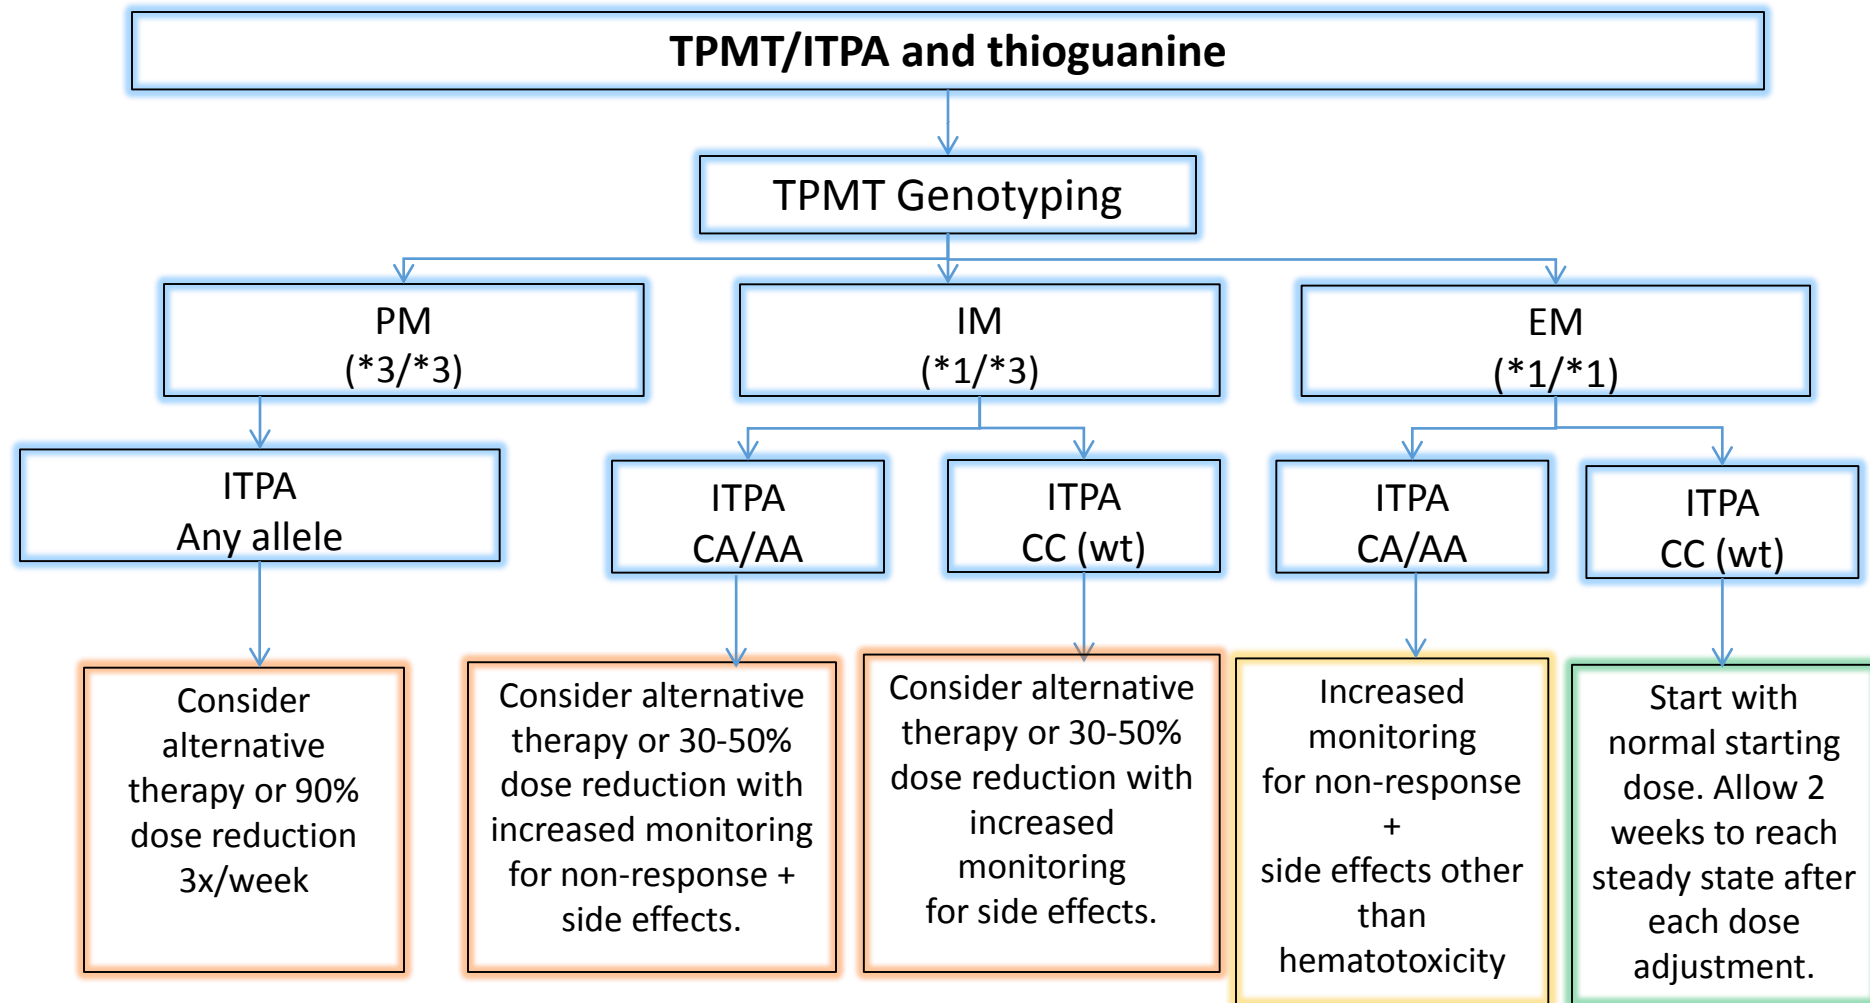 TPMT/ITPA and thioguanine
TPMT Genotyping
PM
(*3/*3)
IM
(*1/*3)
EM
(*1/*1)
ITPA
Any allele
ITPA
CA/AA
ITPA
CC (wt)
ITPA
CA/AA
ITPA
CC (wt)
Consider
alternative
therapy or 90%
dose reduction
3x/week
Consider alternative
therapy or 30-50%
dose reduction with
increased monitoring
for non-response +
side effects.
Consider alternative
therapy or 30-50%
dose reduction with
increased
monitoring
for side effects.
Increased
monitoring
for non-response
+
side effects other
than
hematotoxicity
Start with
normal starting
dose. Allow 2
weeks to reach
steady state after
each dose
adjustment.